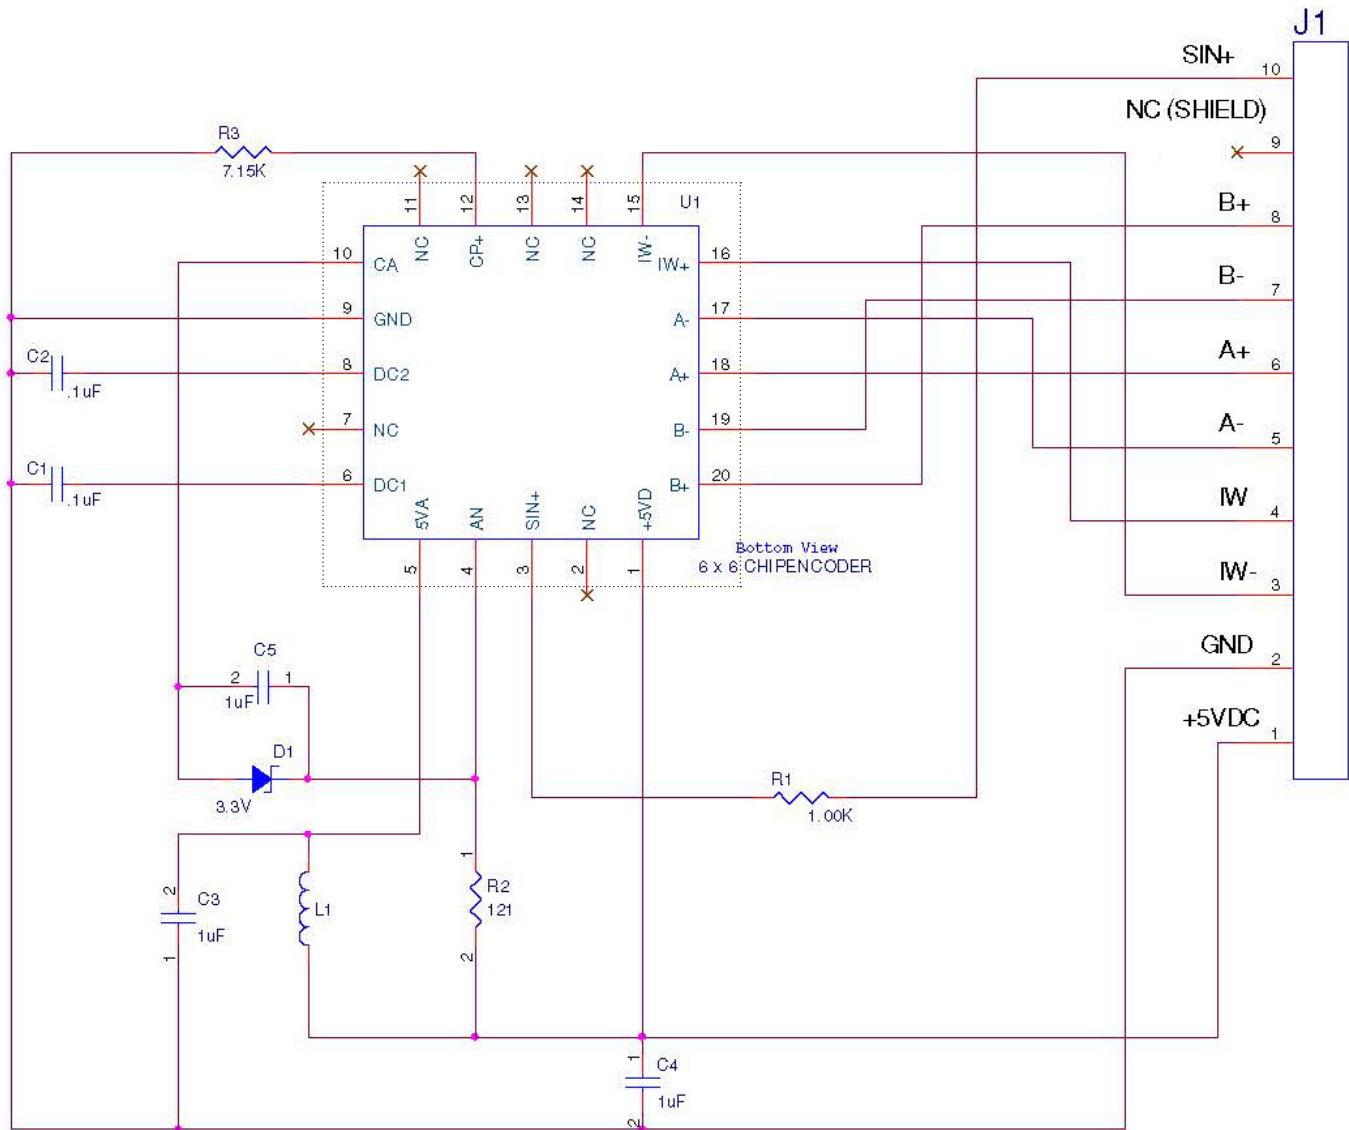 J1
SIN+ 10
NC (SHIELD) 9
B+ 8
B- 7
A+ 6
A- 5
IW 4
IW- 3
GND 2
+5VDC 1
R3
7.15K
U1
11 12 13 14 15
NC CP+ NC NC IW-
10 CA
9 GND
8 DC2
7 NC
6 DC1
IW+ 16
A- 17
A+ 18
B- 19
B+ 20
5VA AN SIN+ NC +5VD
5 4 3 2 1
Bottom View
6 X 6 CHIPENCODER
C2
.1uF
C1
.1uF
C5
2 1
1uF
D1
3.3V
R1
1.00K
2
C3
1uF
1
L1
1
R2
121
2
1
C4
1uF
2